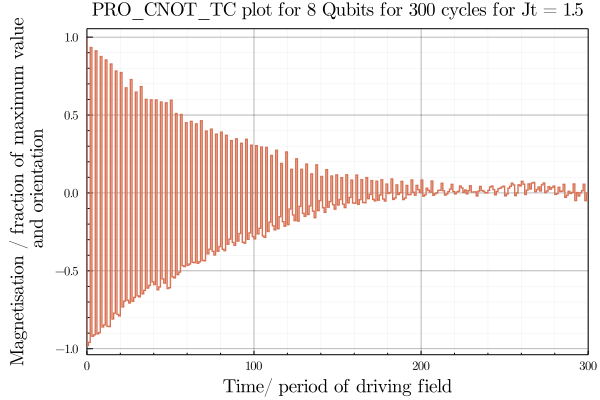 PRO_CNOT_TC plot for 8 Qubits for 300 cycles for Jt = 1.5
Magnetisation / fraction of maximum value
and orientation
1.0
0.5
0.0
−0.5
−1.0
0
100
200
300
Time/ period of driving field